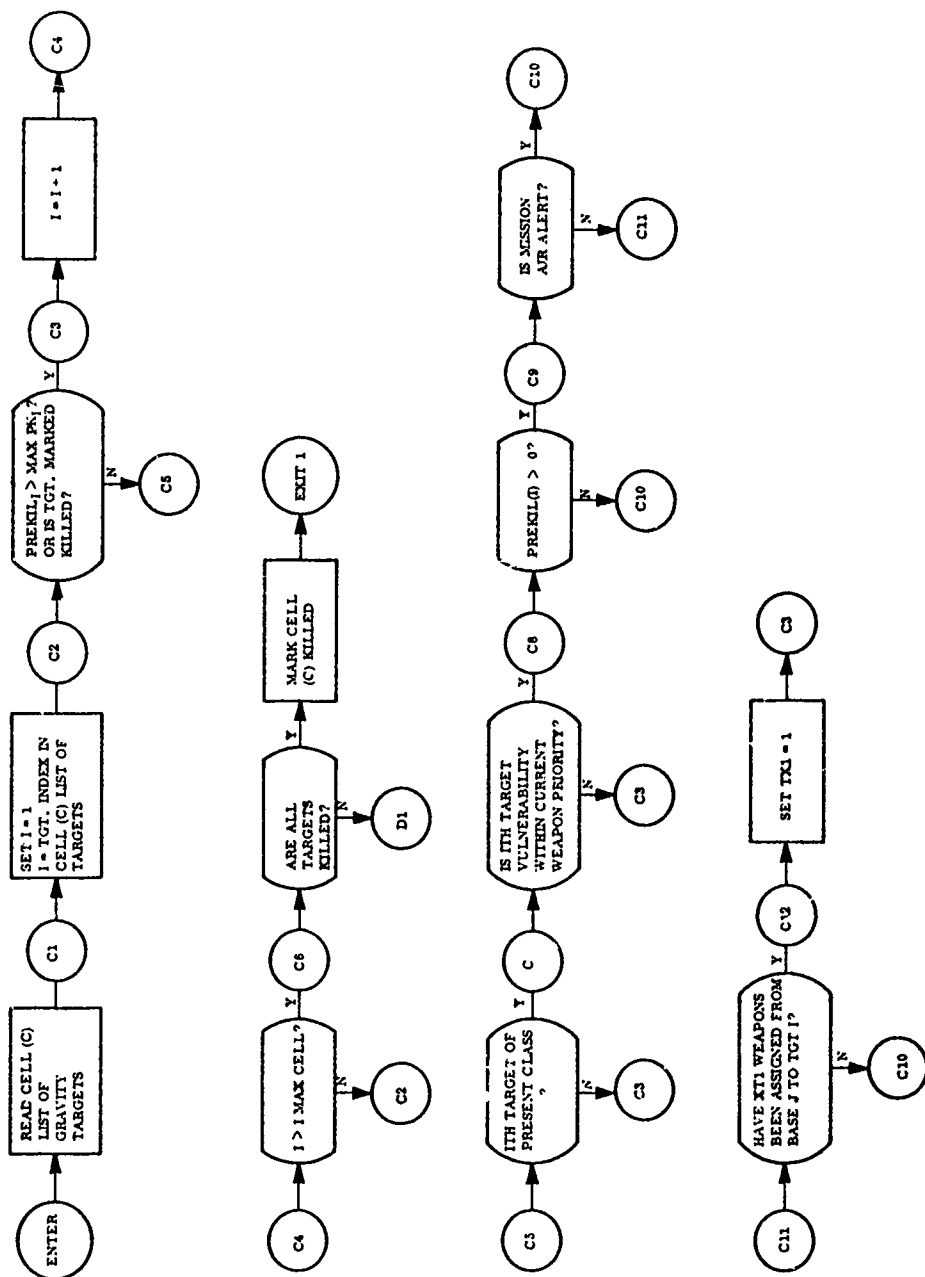 ENTER
READ CELL (C)
LIST OF
GRAVITY
TARGETS
C1
SET I = 1
I = TGT. INDEX IN
CELL (C) LIST OF
TARGETS
C2
PREKIL_I > MAX PK_I?
OR IS TGT. MARKED
KILLED?
Y
N
C5
C3
I = I + 1
C4
C4
I > I MAX CELL?
Y
N
C2
C6
ARE ALL
TARGETS
KILLED?
Y
N
D1
MARK CELL
(C) KILLED
EXIT 1
C5
ITH TARGET OF
PRESENT CLASS
?
Y
N
C3
C
IS ITH TARGET
VULNERABILITY
WITHIN CURRENT
WEAPON PRIORITY?
Y
N
C3
C8
PREKIL(I) > 0?
Y
N
C10
C9
IS MISSION
AIR ALERT?
Y
N
C11
C10
C11
HAVE XT1 WEAPONS
BEEN ASSIGNED FROM
BASE J TO TGT I?
Y
N
C10
C12
SET TX1 = 1
C3